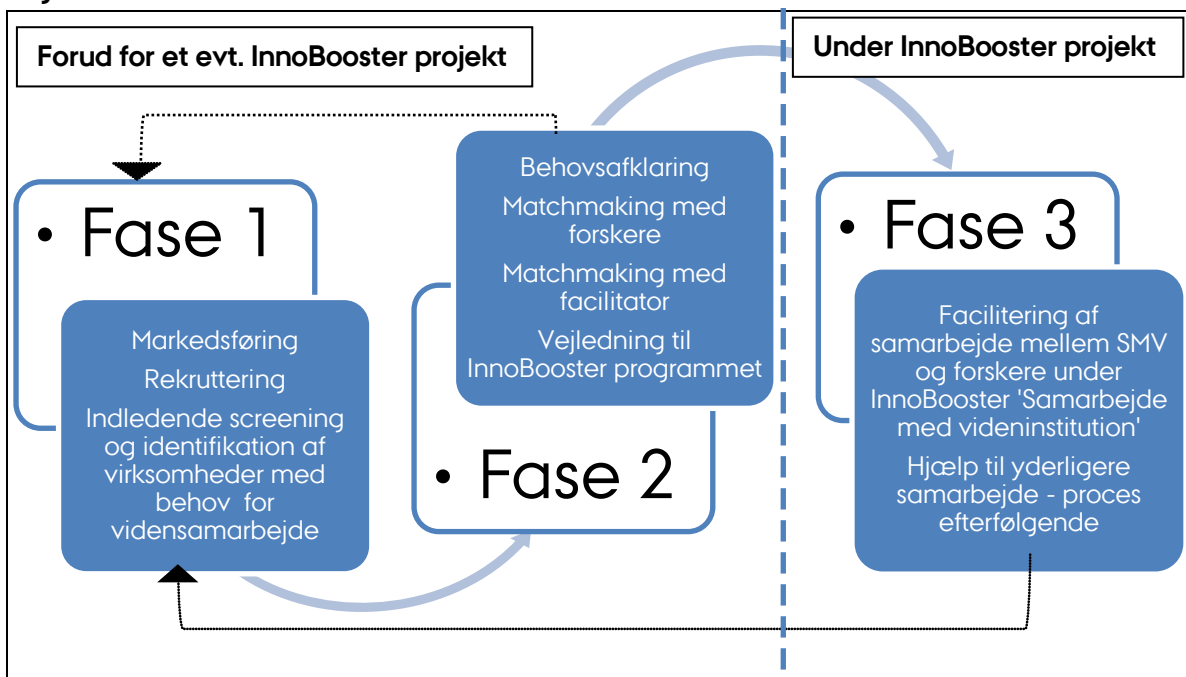 Forud for et evt. InnoBooster projekt
Under InnoBooster projekt
• Fase 1
Markedsføring
Rekruttering
Indledende screening
og identifikation af
virksomheder med
behov for
vidensamarbejde
Behovsafklaring
Matchmaking med
forskere
Matchmaking med
facilitator
Vejledning til
InnoBooster programmet
• Fase 2
• Fase 3
Facilitering af
samarbejde mellem SMV
og forskere under
InnoBooster 'Samarbejde
med videninstitution'
Hjælp til yderligere
samarbejde - proces
efterfølgende